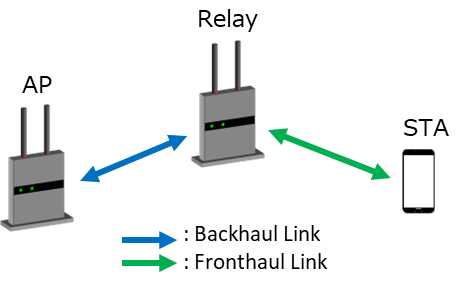 Relay
AP
STA
: Backhaul Link
: Fronthaul Link